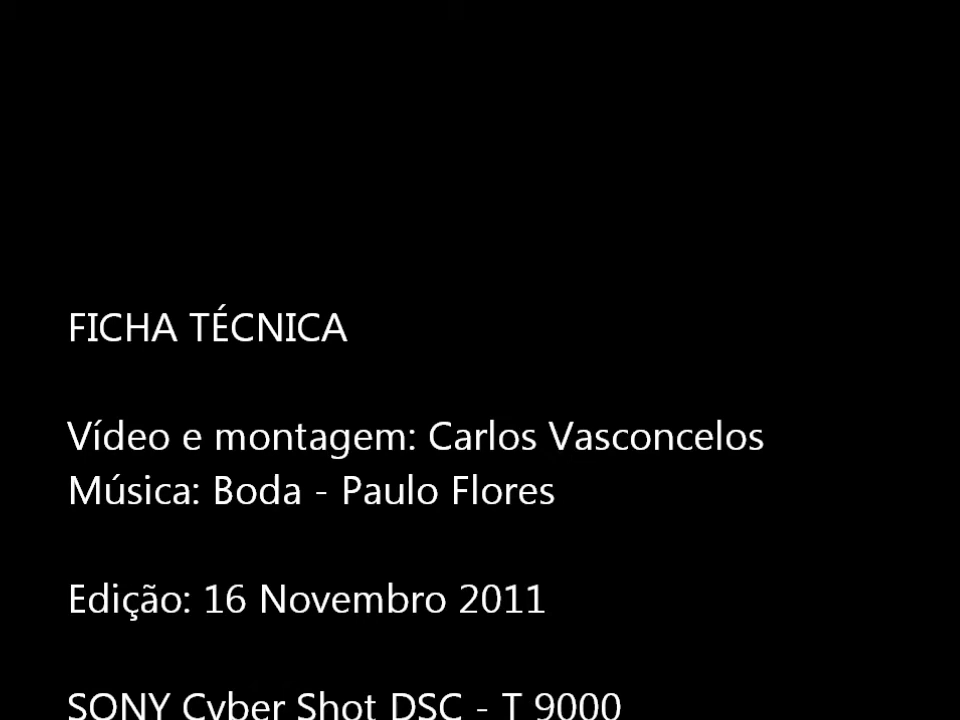 FICHA TÉCNICA
Vídeo e montagem: Carlos Vasconcelos
Música: Boda - Paulo Flores
Edição: 16 Novembro 2011
SONY Cyber Shot DSC - T 9000